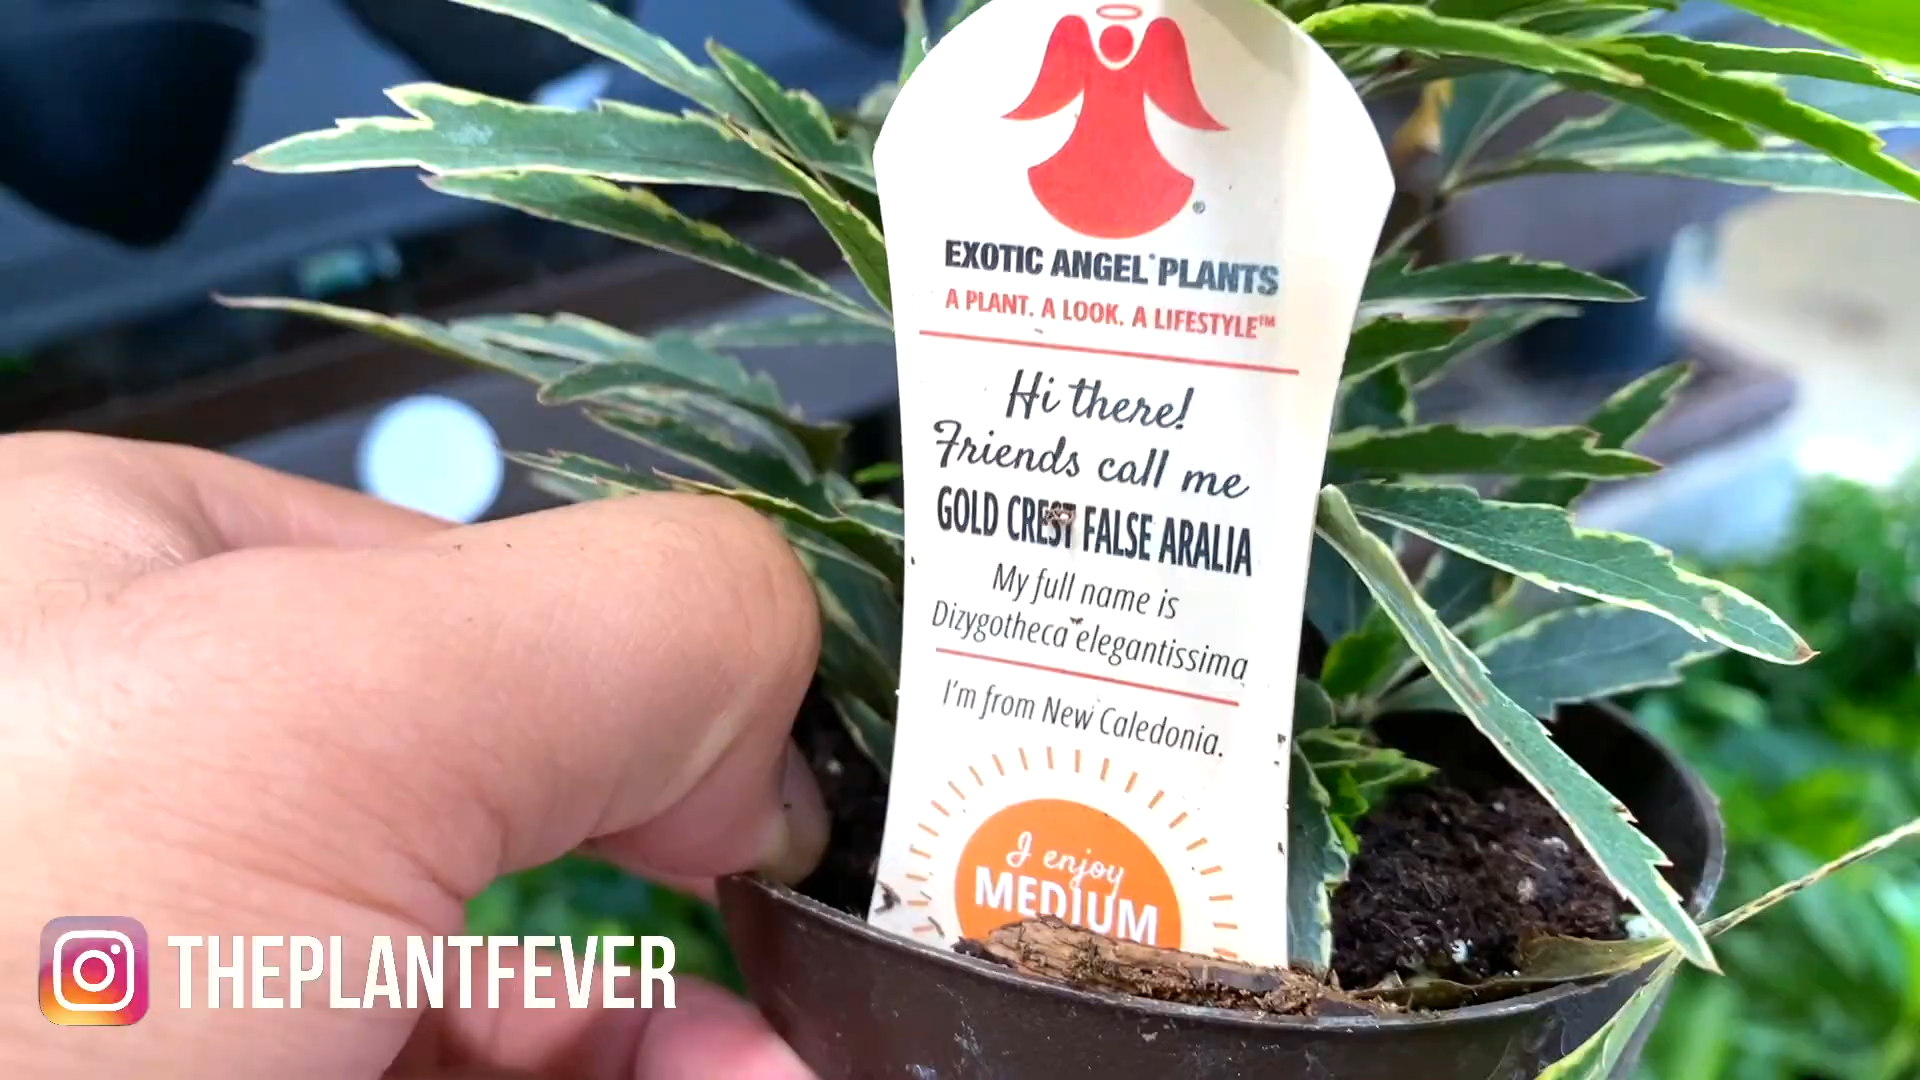 ®
EXOTIC ANGEL® PLANTS
A PLANT. A LOOK. A LIFESTYLE™
Hi there!
Friends call me
GOLD CREST FALSE ARALIA
My full name is
Dizygotheca elegantissima
I'm from New Caledonia.
I enjoy
MEDIUM
THEPLANTFEVER